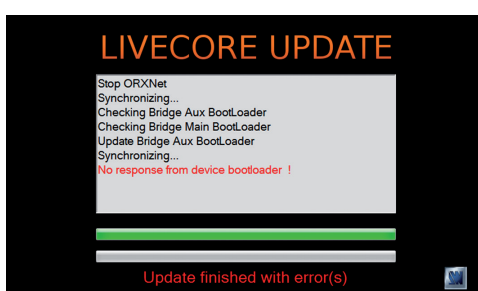 LIVECORE UPDATE
Stop ORXNet
Synchronizing...
Checking Bridge Aux BootLoader
Checking Bridge Main BootLoader
Update Bridge Aux BootLoader
Synchronizing...
No response from device bootloader !
Update finished with error(s)